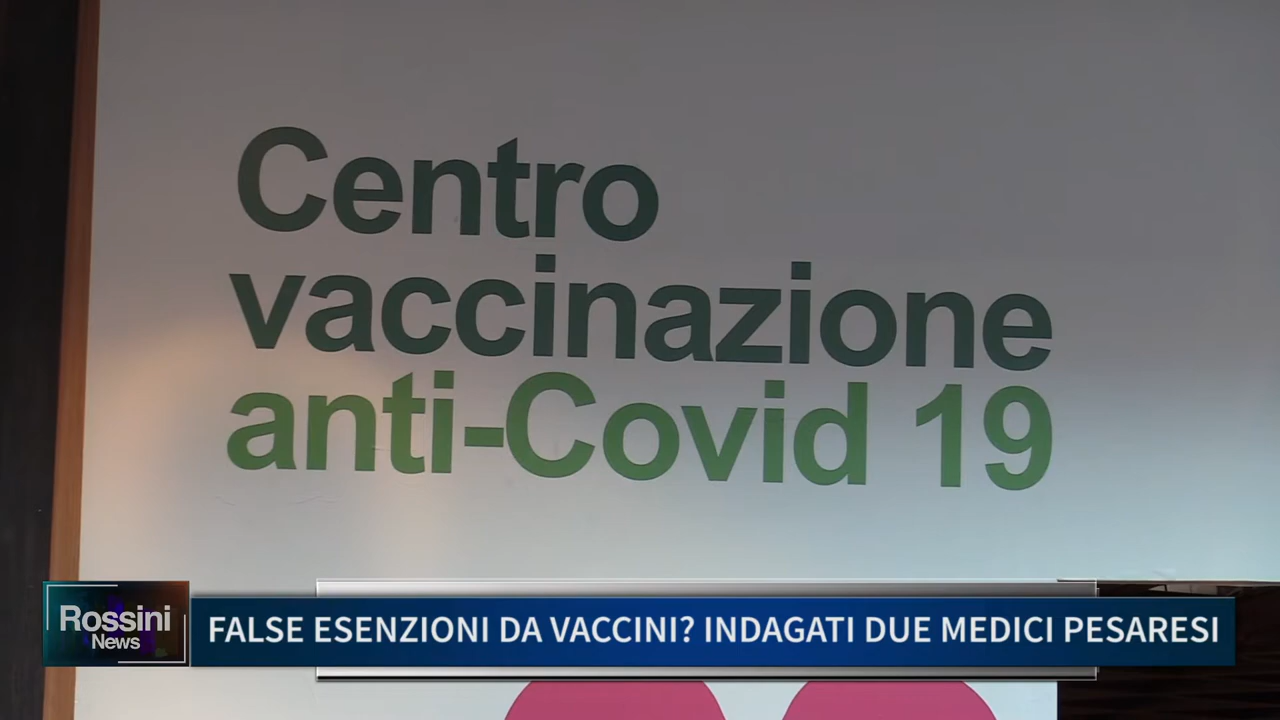 Centro
vaccinazione
anti-Covid 19
Rossini
News
FALSE ESENZIONI DA VACCINI? INDAGATI DUE MEDICI PESARESI